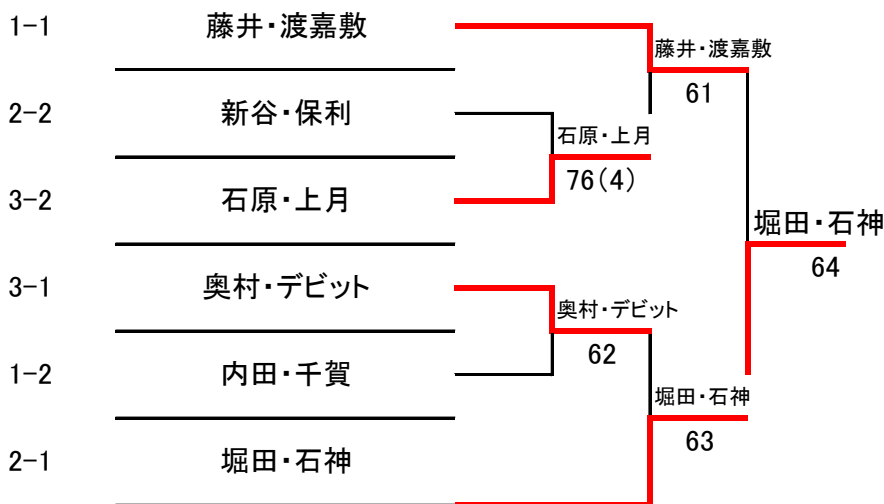 1-1 藤井・渡嘉敷
藤井・渡嘉敷
61
2-2 新谷・保利
石原・上月
76(4)
3-2 石原・上月
堀田・石神
64
3-1 奥村・デビット
奥村・デビット
62
1-2 内田・千賀
堀田・石神
63
2-1 堀田・石神